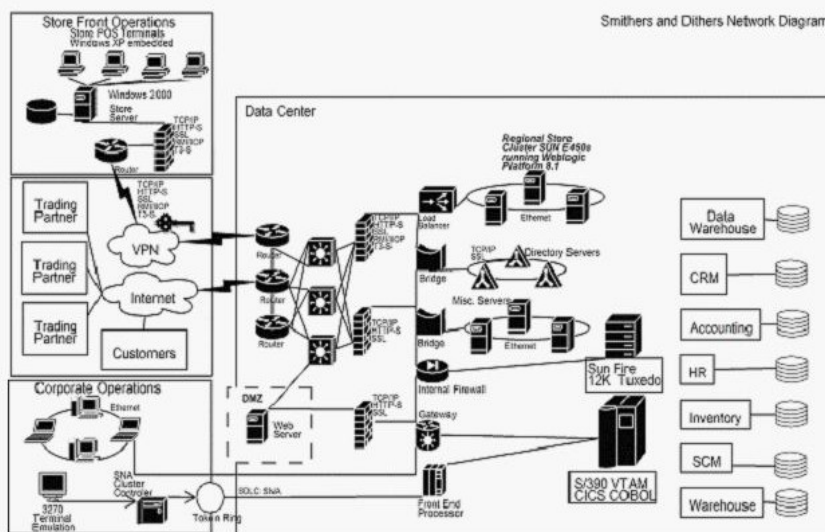 Smithers and Dithers Network Diagram
Store Front Operations
Store POS Terminals
Windows XP embedded
Windows 2000
Store
Server
TCP/IP
HTTP-S
SSL
T3-S
Router
TCP/IP
HTTP-S
SSL
T3-S
Trading
Partner
Trading
Partner
Trading
Partner
VPN
Internet
Customers
Corporate Operations
Ethernet
SNA
Cluster
3270
Terminal
Emulation
Token Ring
Data Center
Router
Router
Router
TCP/IP
HTTP-S
SSL
T3-S
TCP/IP
HTTP-S
SSL
DMZ
Web
Server
TCP/IP
HTTP-S
SSL
Regional Store
Cluster SUN E450s
running Weblogic
Platform 8.1
Load
Balancer
Ethernet
TCP/IP
SSL
Directory Servers
Bridge
Misc. Servers
Bridge
Ethernet
Internal Firewall
Sun Fire
12K Tuxedo
Gateway
S/390 VTAM
CICS COBOL
Front End
Processor
Data
Warehouse
CRM
Accounting
HR
Inventory
SCM
Warehouse